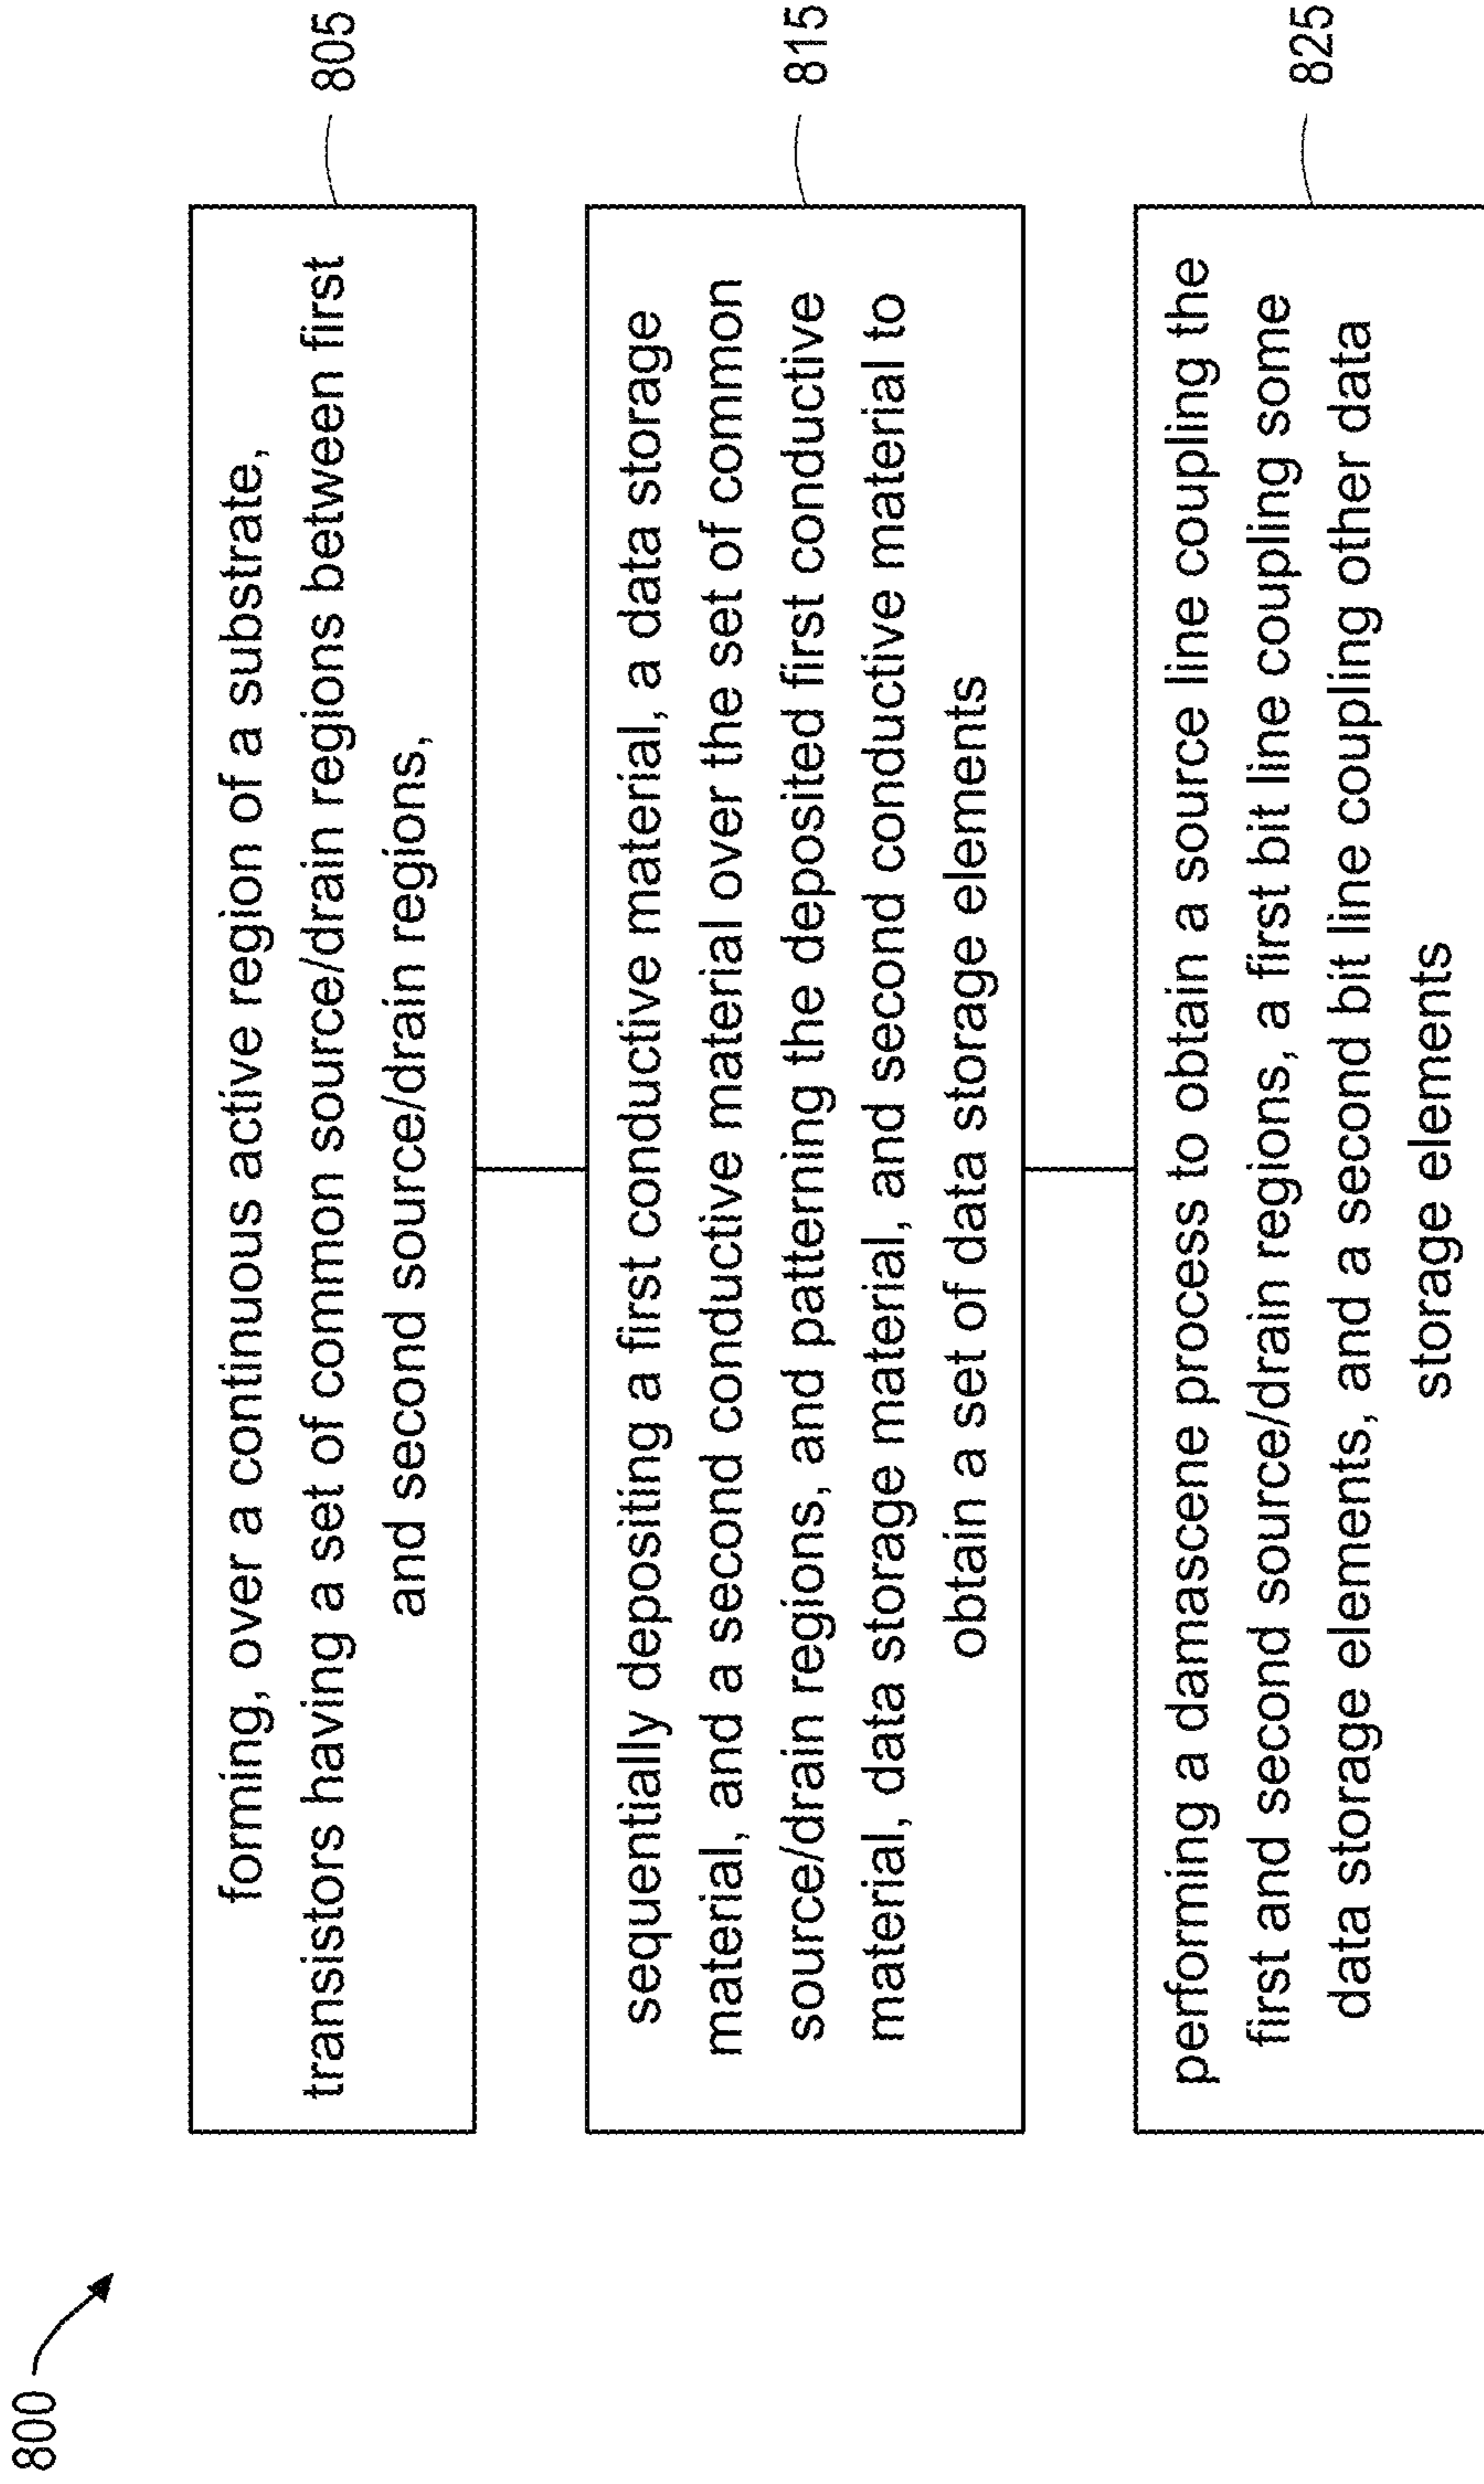 800
forming, over a continuous active region of a substrate,
transistors having a set of common source/drain regions between first
and second source/drain regions,
805
sequentially depositing a first conductive material, a data storage
material, and a second conductive material over the set of common
source/drain regions, and patterning the deposited first conductive
material, data storage material, and second conductive material to
obtain a set of data storage elements
815
performing a damascene process to obtain a source line coupling the
first and second source/drain regions, a first bit line coupling some
data storage elements, and a second bit line coupling other data
storage elements
825